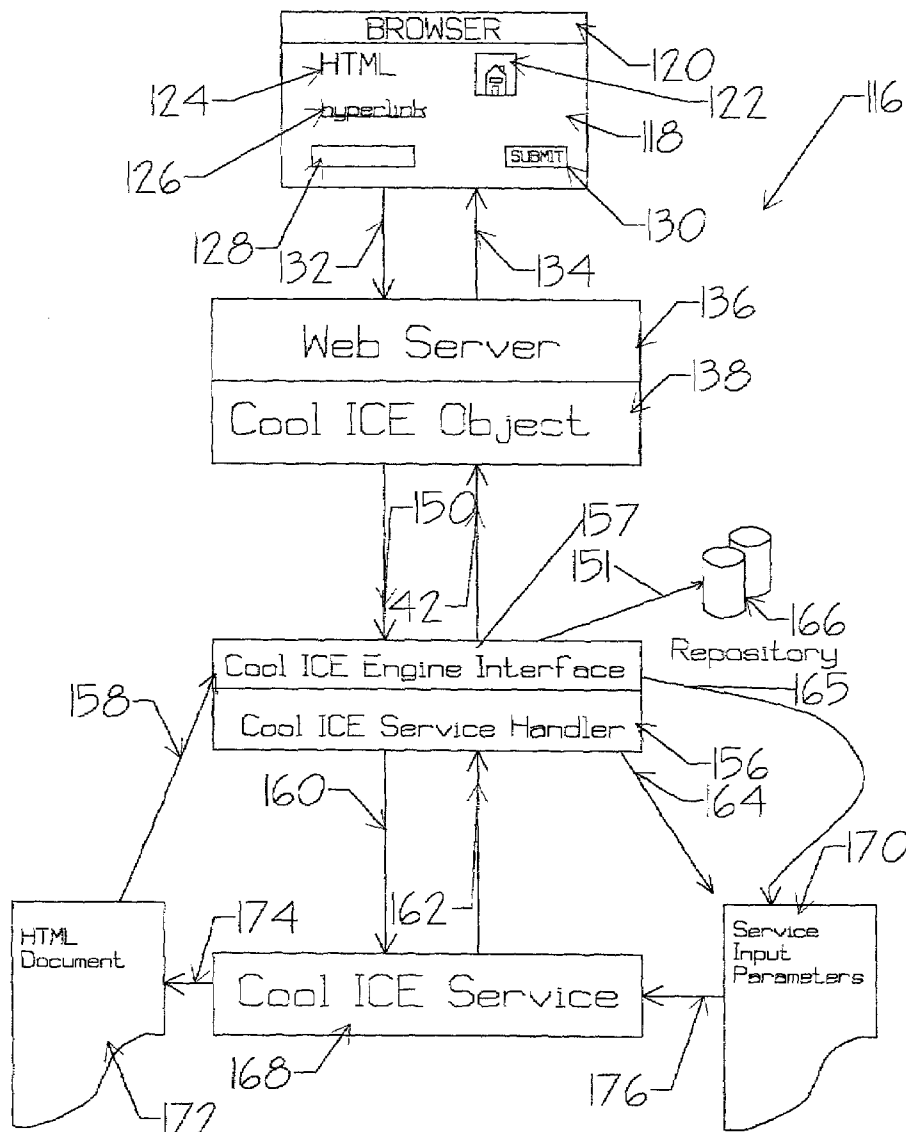 BROWSER
HTML
120
124
122
hyperlink
116
118
126
SUBMIT
128
132
134
130
136
Web Server
138
Cool ICE Object
150
157
151
42
166
Repository
Cool ICE Engine Interface
165
158
Cool ICE Service Handler
156
160
164
170
162
174
HTML
Document
Service
Input
Parameters
Cool ICE Service
168
176
172